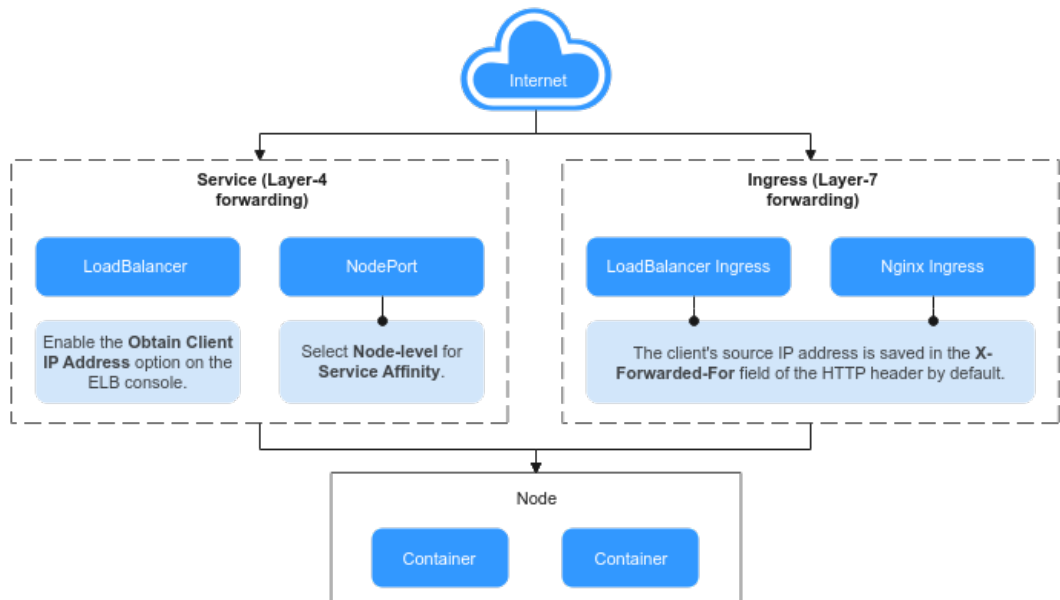 Internet
Service (Layer-4
forwarding)
Ingress (Layer-7
forwarding)
LoadBalancer
NodePort
LoadBalancer Ingress
Nginx Ingress
Enable the Obtain Client
IP Address option on the
ELB console.
Select Node-level for
Service Affinity.
The client's source IP address is saved in the X-
Forwarded-For field of the HTTP header by default.
Node
Container
Container